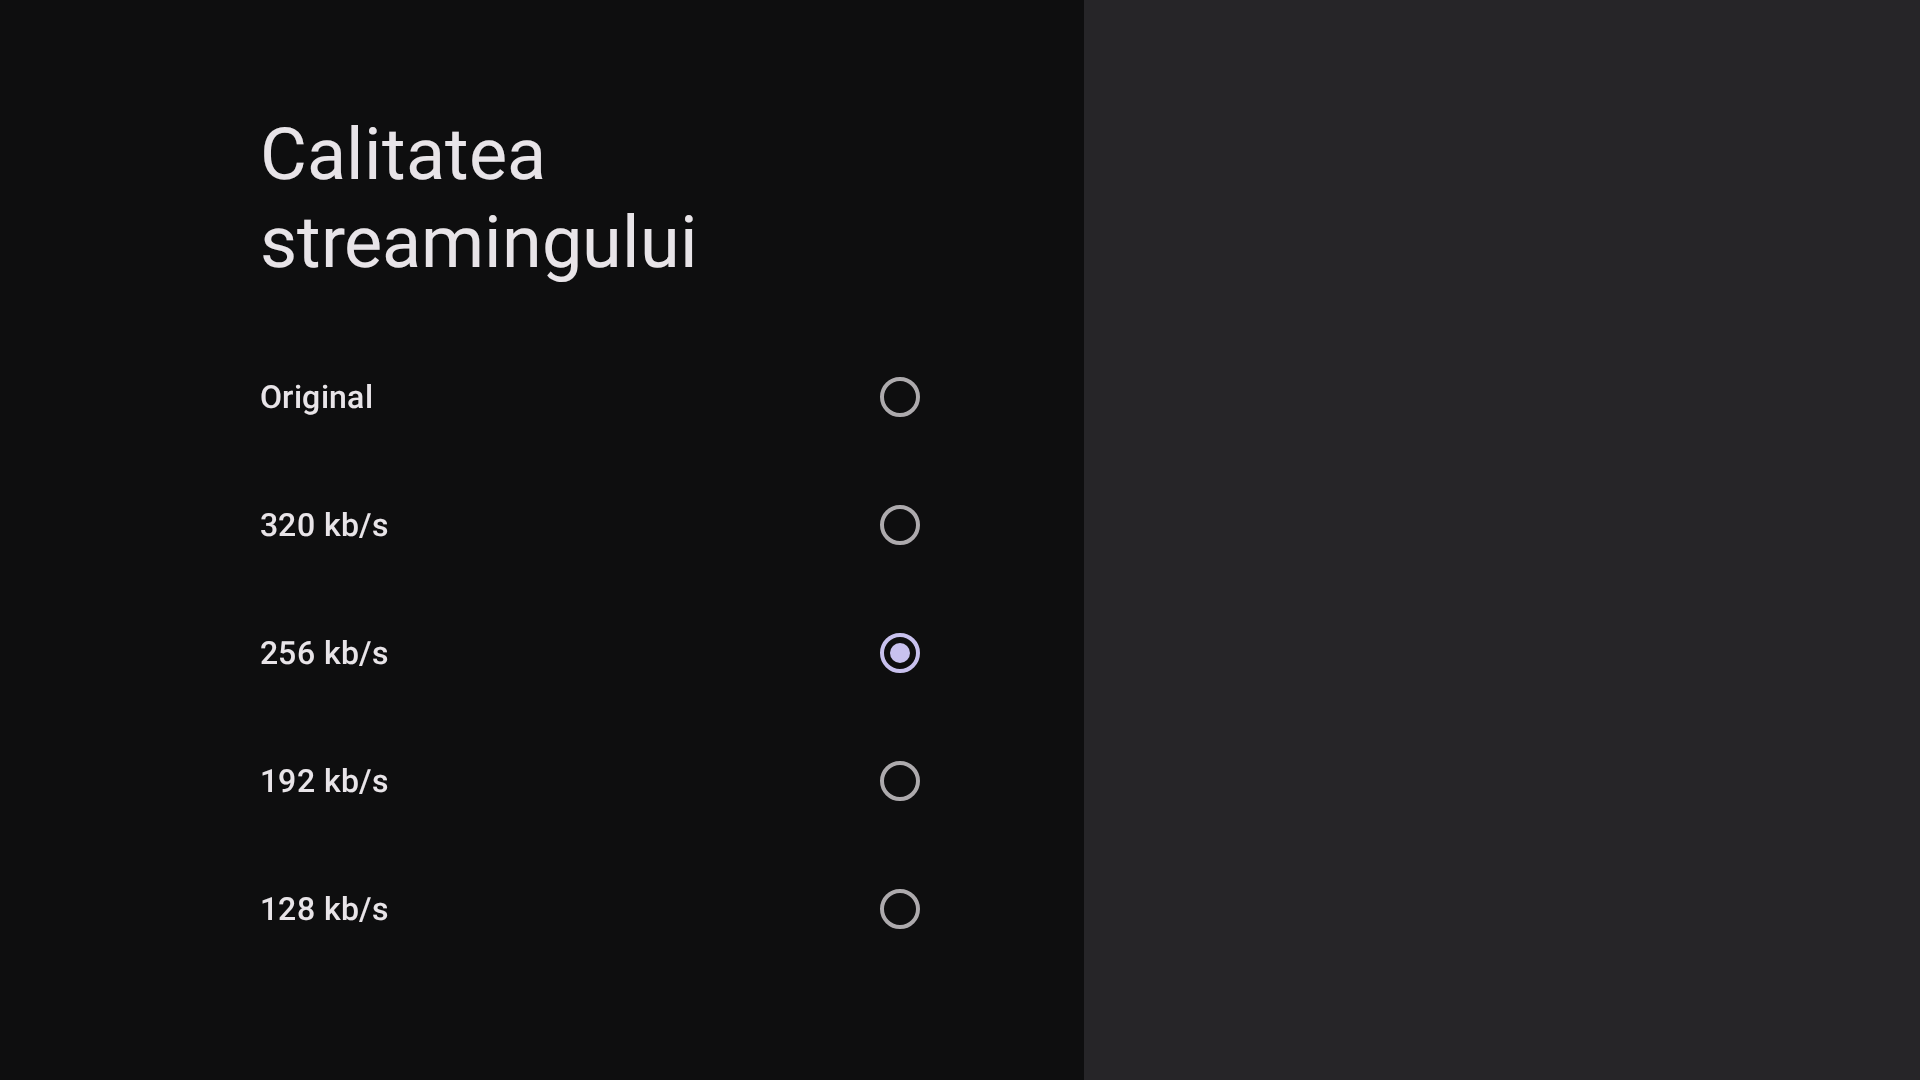 Calitatea
streamingului
Original
320 kb/s
256 kb/s
192 kb/s
128 kb/s